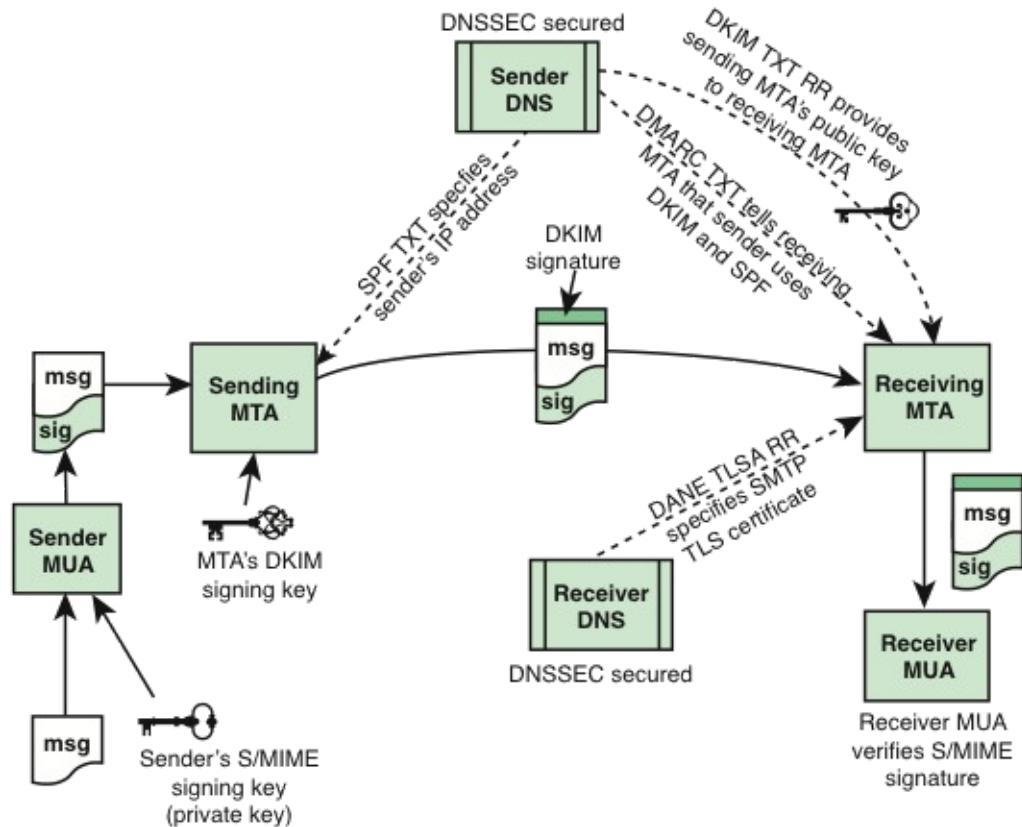 DNSSEC secured
Sender
DNS
DKIM TXT RR provides
sending MTA's public key
to receiving MTA
DMARC TXT tells receiving
MTA that sender uses
DKIM and SPF
SPF TXT specfies
sender's IP address
DKIM
signature
msg
sig
Sending
MTA
msg
sig
Receiving
MTA
DANE TLSA RR
specifies SMTP
TLS certificate
msg
sig
Sender
MUA
MTA's DKIM
signing key
Receiver
DNS
DNSSEC secured
Receiver
MUA
msg
Sender's S/MIME
signing key
(private key)
Receiver MUA
verifies S/MIME
signature